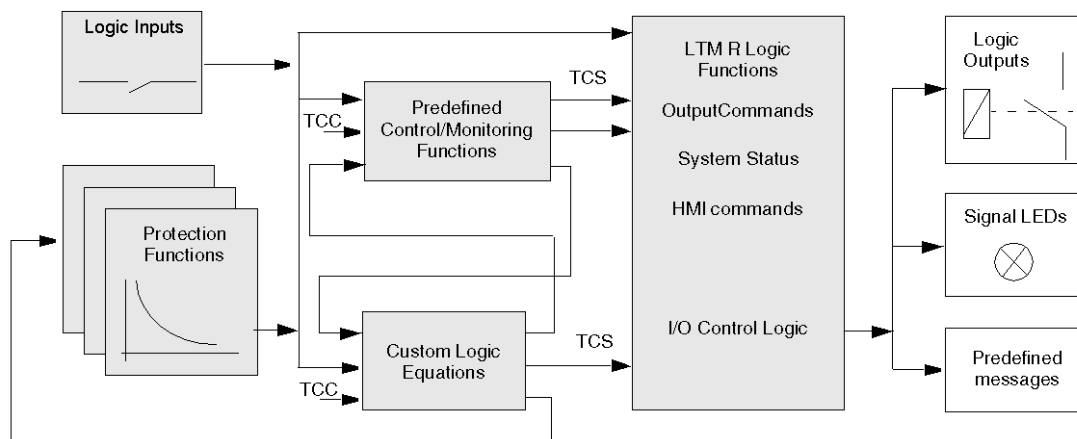 Logic Inputs
Protection
Functions
TCC
Predefined
Control/Monitoring
Functions
TCS
TCC
Custom Logic
Equations
TCS
LTM R Logic
Functions
OutputCommands
System Status
HMI commands
I/O Control Logic
Logic
Outputs
Signal LEDs
Predefined
messages